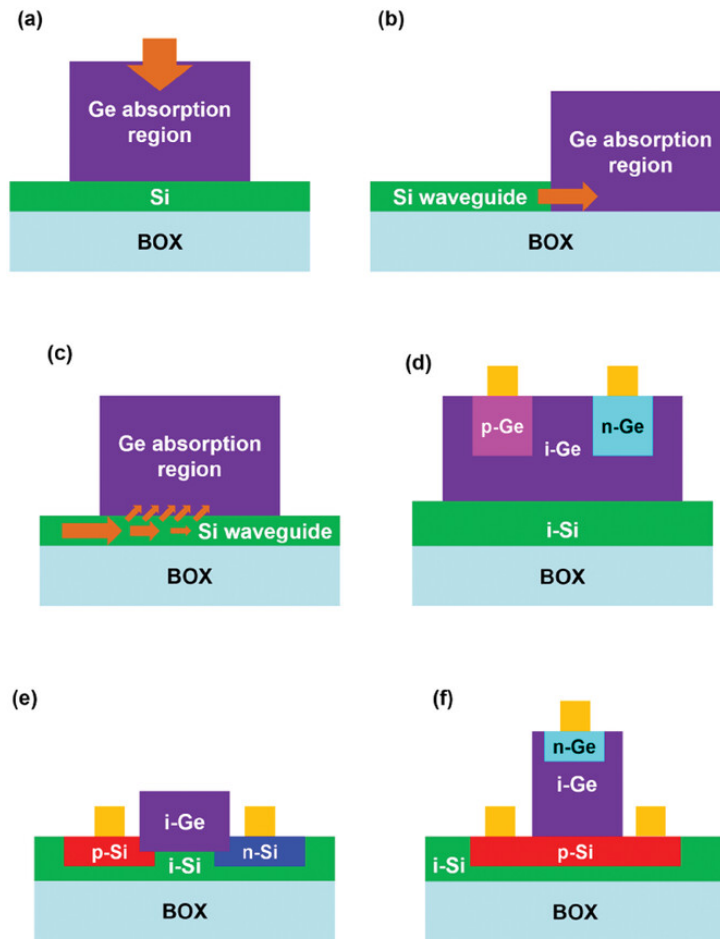 (a)
Ge absorption
region
Si
BOX
(b)
Ge absorption
region
Si waveguide
BOX
(c)
Ge absorption
region
Si waveguide
BOX
(d)
p-Ge
n-Ge
i-Ge
i-Si
BOX
(e)
i-Ge
p-Si
n-Si
i-Si
BOX
(f)
n-Ge
i-Ge
p-Si
i-Si
BOX